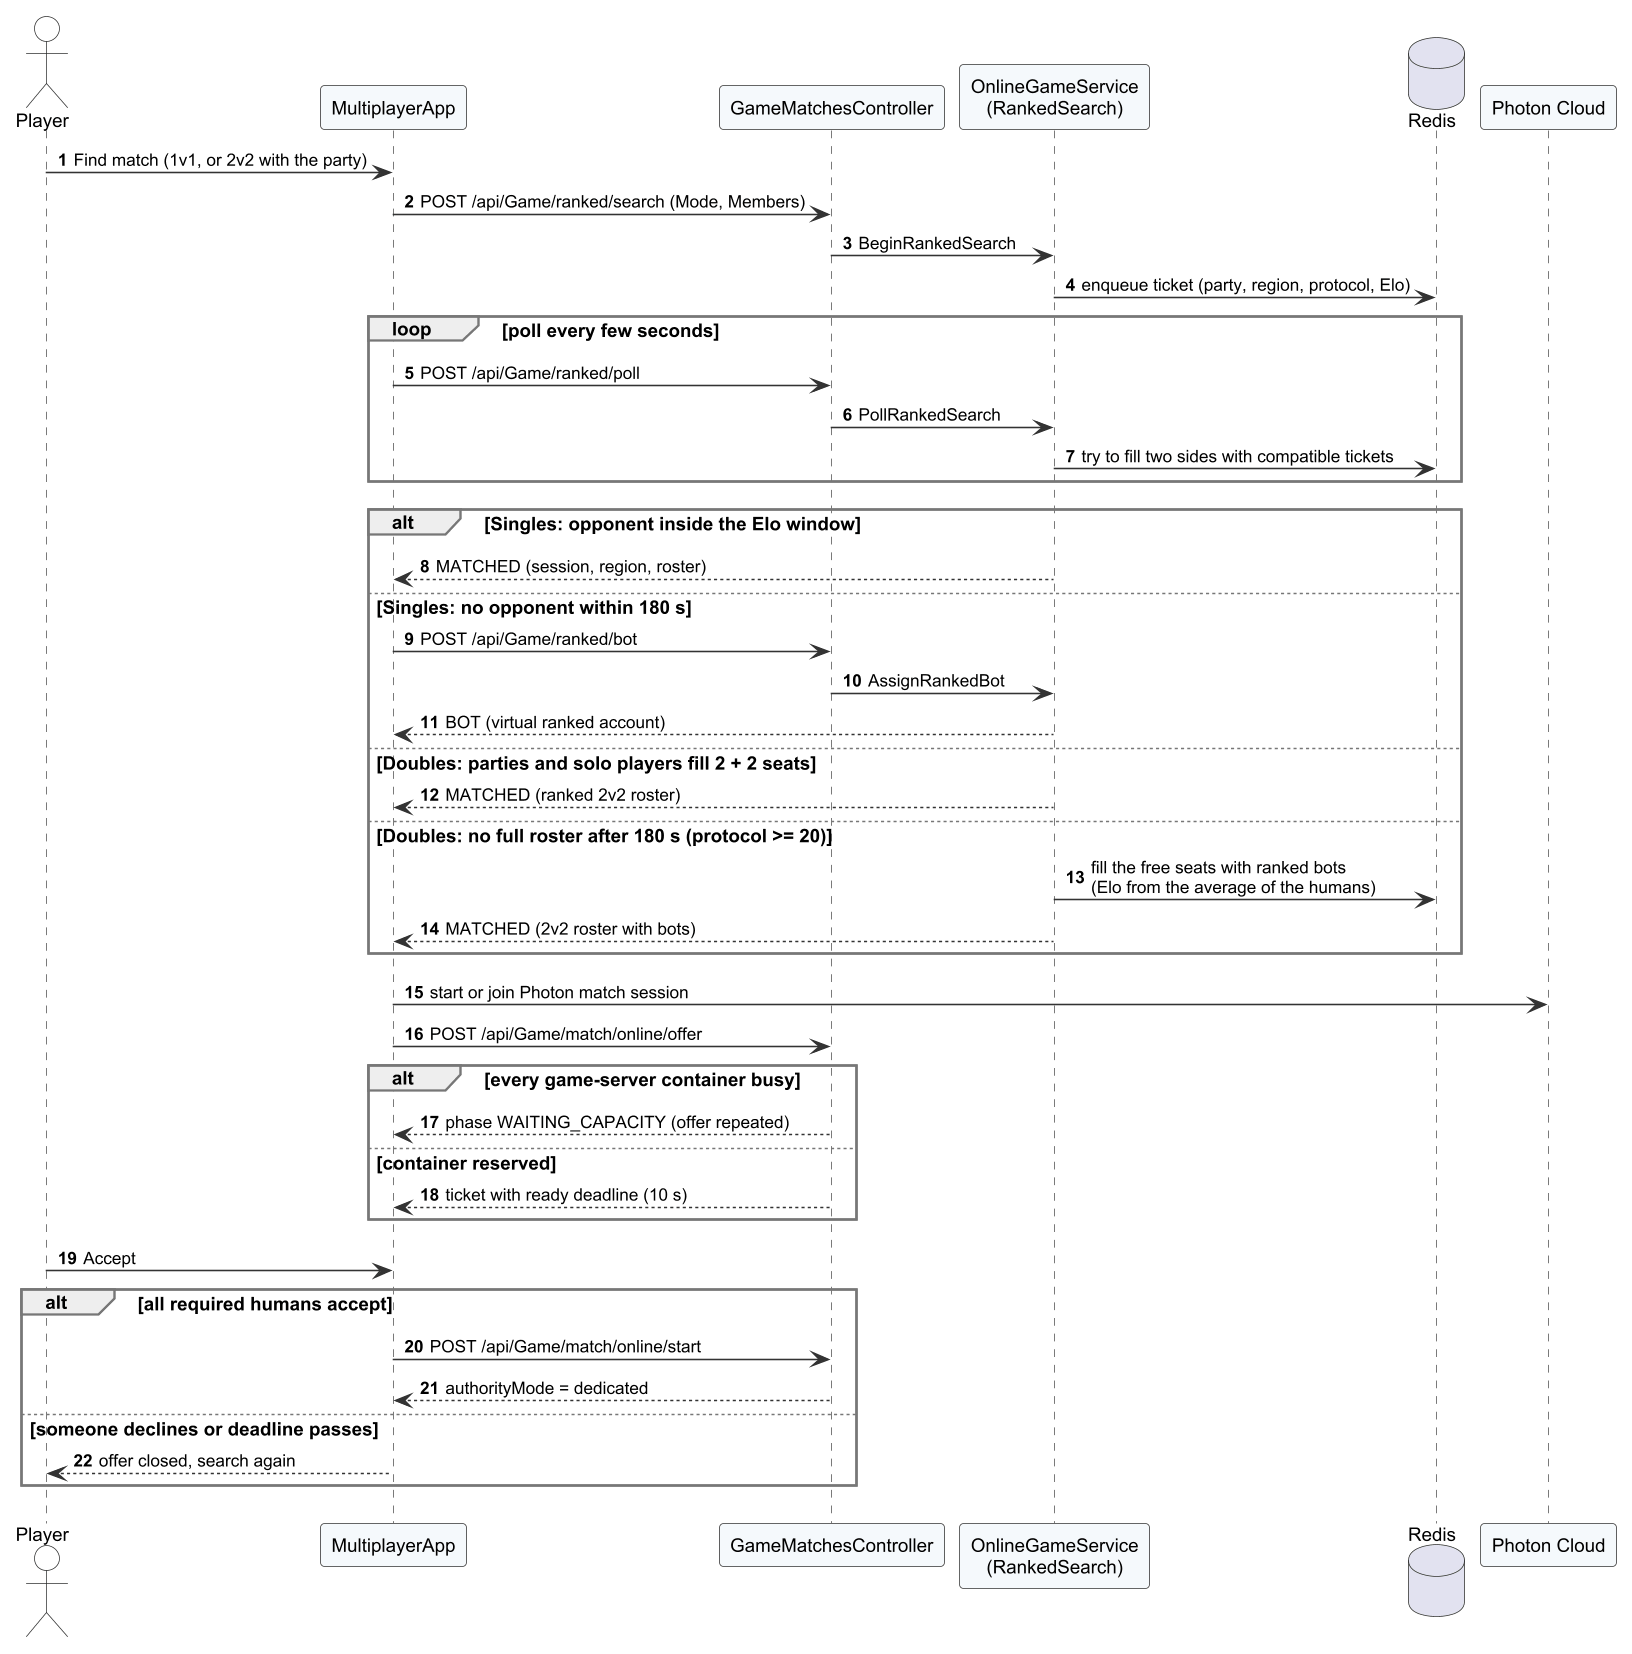 Player
MultiplayerApp
GameMatchesController
OnlineGameService
(RankedSearch)
Redis
Photon Cloud
1 Find match (1v1, or 2v2 with the party)
2 POST /api/Game/ranked/search (Mode, Members)
3 BeginRankedSearch
4 enqueue ticket (party, region, protocol, Elo)
loop [poll every few seconds]
5 POST /api/Game/ranked/poll
6 PollRankedSearch
7 try to fill two sides with compatible tickets
alt [Singles: opponent inside the Elo window]
8 MATCHED (session, region, roster)
[Singles: no opponent within 180 s]
9 POST /api/Game/ranked/bot
10 AssignRankedBot
11 BOT (virtual ranked account)
[Doubles: parties and solo players fill 2 + 2 seats]
12 MATCHED (ranked 2v2 roster)
[Doubles: no full roster after 180 s (protocol >= 20)]
13 fill the free seats with ranked bots
(Elo from the average of the humans)
14 MATCHED (2v2 roster with bots)
15 start or join Photon match session
16 POST /api/Game/match/online/offer
alt [every game-server container busy]
17 phase WAITING_CAPACITY (offer repeated)
[container reserved]
18 ticket with ready deadline (10 s)
19 Accept
alt [all required humans accept]
20 POST /api/Game/match/online/start
21 authorityMode = dedicated
[someone declines or deadline passes]
22 offer closed, search again
Player
MultiplayerApp
GameMatchesController
OnlineGameService
(RankedSearch)
Redis
Photon Cloud